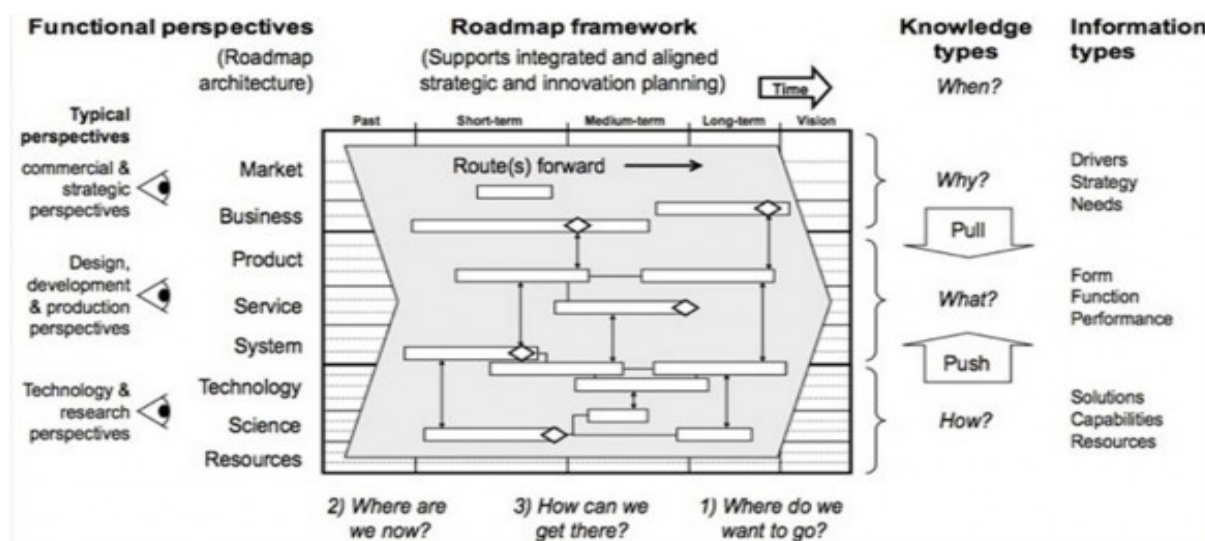 Functional perspectives
(Roadmap
architecture)
Roadmap framework
(Supports integrated and aligned
strategic and innovation planning)
Time
Knowledge
types
When?
Information
types
Typical
perspectives
Past
Short-term
Medium-term
Long-term
Vision
commercial &
strategic
perspectives
Market
Business
Route(s) forward
Why?
Drivers
Strategy
Needs
Pull
Design,
development
& production
perspectives
Product
Service
System
What?
Form
Function
Performance
Push
Technology &
research
perspectives
Technology
Science
Resources
How?
Solutions
Capabilities
Resources
2) Where are
we now?
3) How can we
get there?
1) Where do we
want to go?